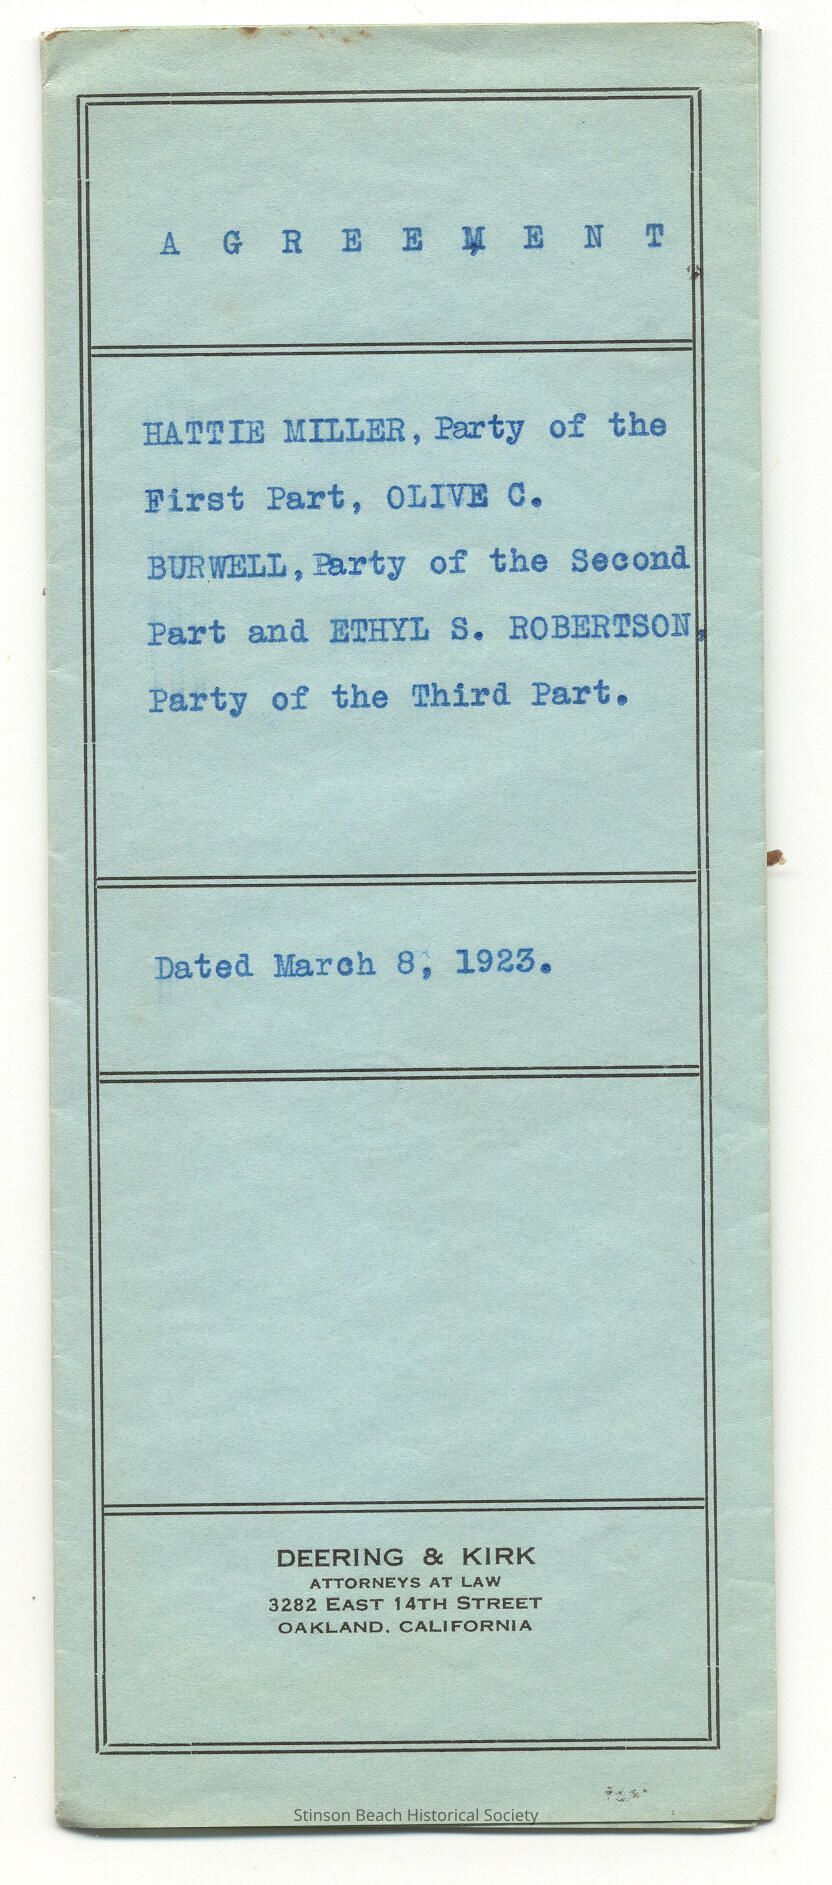 A G R E E M E N T
HATTIE MILLER, Party of the
First Part, OLIVE C.
BURWELL, Party of the Second
Part and ETHYL S. ROBERTSON,
Party of the Third Part.
Dated March 8, 1923.
DEERING & KIRK
ATTORNEYS AT LAW
3282 EAST 14TH STREET
OAKLAND, CALIFORNIA
Stinson Beach Historical Society